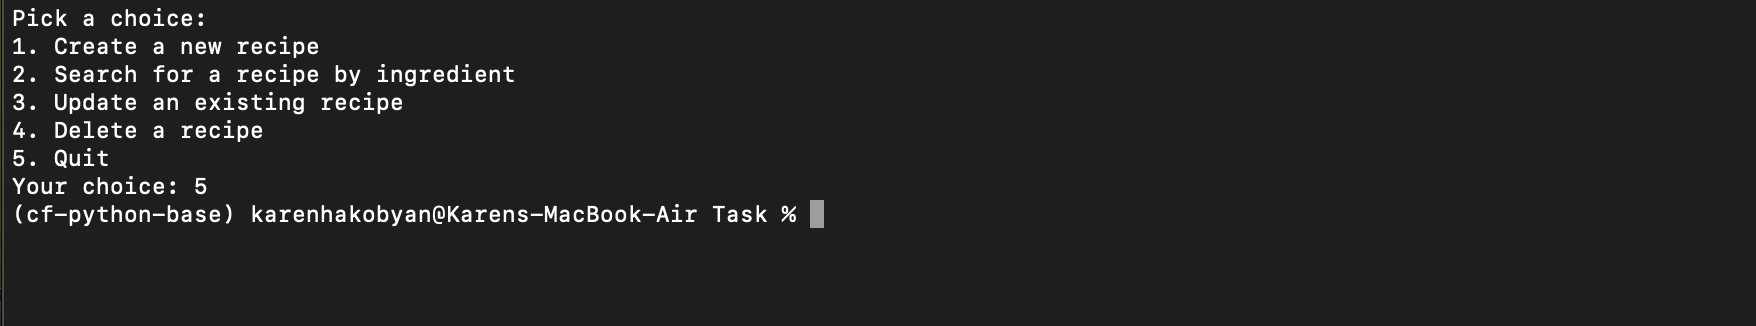 Pick a choice:
1. Create a new recipe
2. Search for a recipe by ingredient
3. Update an existing recipe
4. Delete a recipe
5. Quit
Your choice: 5
(cf-python-base) karenhakobyan@Karens-MacBook-Air Task %